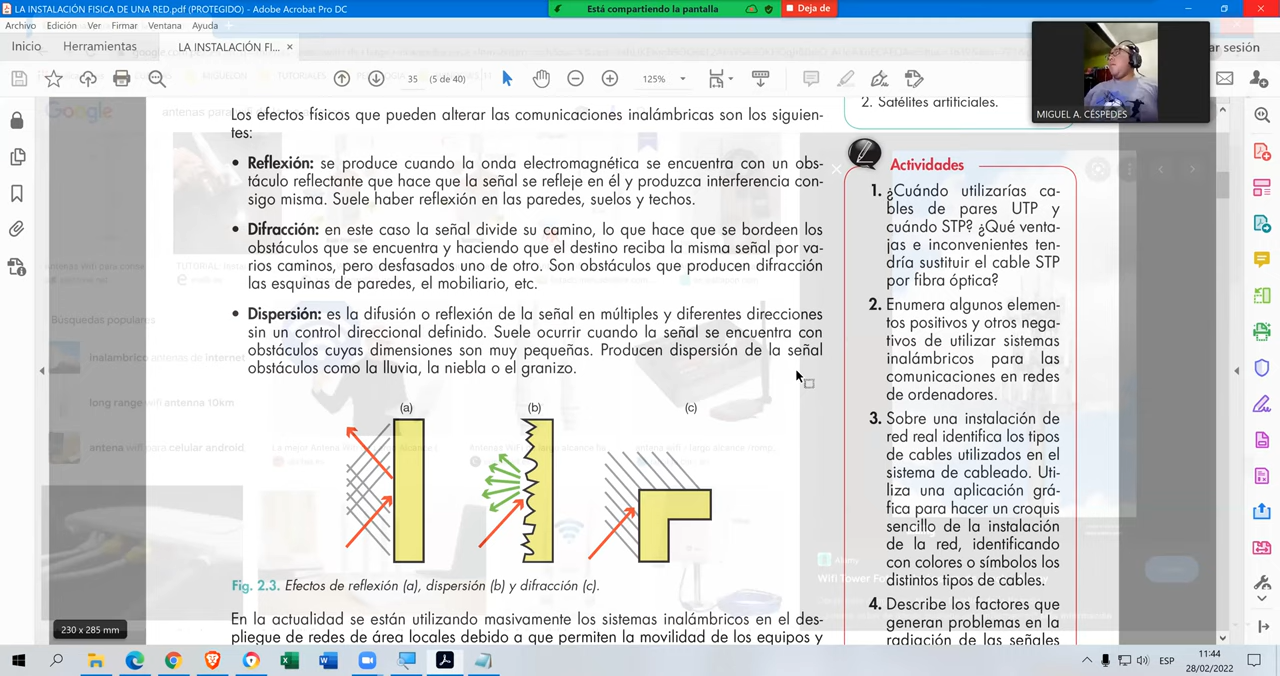 LA INSTALACIÓN FISICA DE UNA RED.pdf (PROTEGIDO) - Adobe Acrobat Pro DC
Está compartiendo la pantalla
Deja de
Archivo Edición Ver Firmar Ventana Ayuda
Inicio Herramientas LA INSTALACIÓN FI... ×
ar sesión
35 (5 de 40) 125%
MIGUEL A. CÉSPEDES
Los efectos físicos que pueden alterar las comunicaciones inalámbricas son los siguien-
tes:
• Reflexión: se produce cuando la onda electromagnética se encuentra con un obs-
táculo reflectante que hace que la señal se refleje en él y produzca interferencia con-
sigo misma. Suele haber reflexión en las paredes, suelos y techos.
• Difracción: en este caso la señal divide su camino, lo que hace que se bordeen los
obstáculos que se encuentra y haciendo que el destino reciba la misma señal por va-
rios caminos, pero desfasados uno de otro. Son obstáculos que producen difracción
las esquinas de paredes, el mobiliario, etc.
• Dispersión: es la difusión o reflexión de la señal en múltiples y diferentes direcciones
sin un control direccional definido. Suele ocurrir cuando la señal se encuentra con
obstáculos cuyas dimensiones son muy pequeñas. Producen dispersión de la señal
obstáculos como la lluvia, la niebla o el granizo.
(a) (b) (c)
Fig. 2.3. Efectos de reflexión (a), dispersión (b) y difracción (c).
En la actualidad se están utilizando masivamente los sistemas inalámbricos en el des-
pliegue de redes de área locales debido a que permiten la movilidad de los equipos y
2. Satélites artificiales.
Actividades
1. ¿Cuándo utilizarías ca-
bles de pares UTP y
cuándo STP? ¿Qué venta-
jas e inconvenientes ten-
dría sustituir el cable STP
por fibra óptica?
2. Enumera algunos elemen-
tos positivos y otros nega-
tivos de utilizar sistemas
inalámbricos para las
comunicaciones en redes
de ordenadores.
3. Sobre una instalación de
red real identifica los tipos
de cables utilizados en el
sistema de cableado. Uti-
liza una aplicación grá-
fica para hacer un croquis
sencillo de la instalación
de la red, identificando
con colores o símbolos los
distintos tipos de cables.
4. Describe los factores que
generan problemas en la
radiación de las señales
Google
Búsquedas populares
inalambrico antenas de internet
long range wifi antenna 10km
antena wifi para celular android
230 x 285 mm
ESP
11:44
28/02/2022